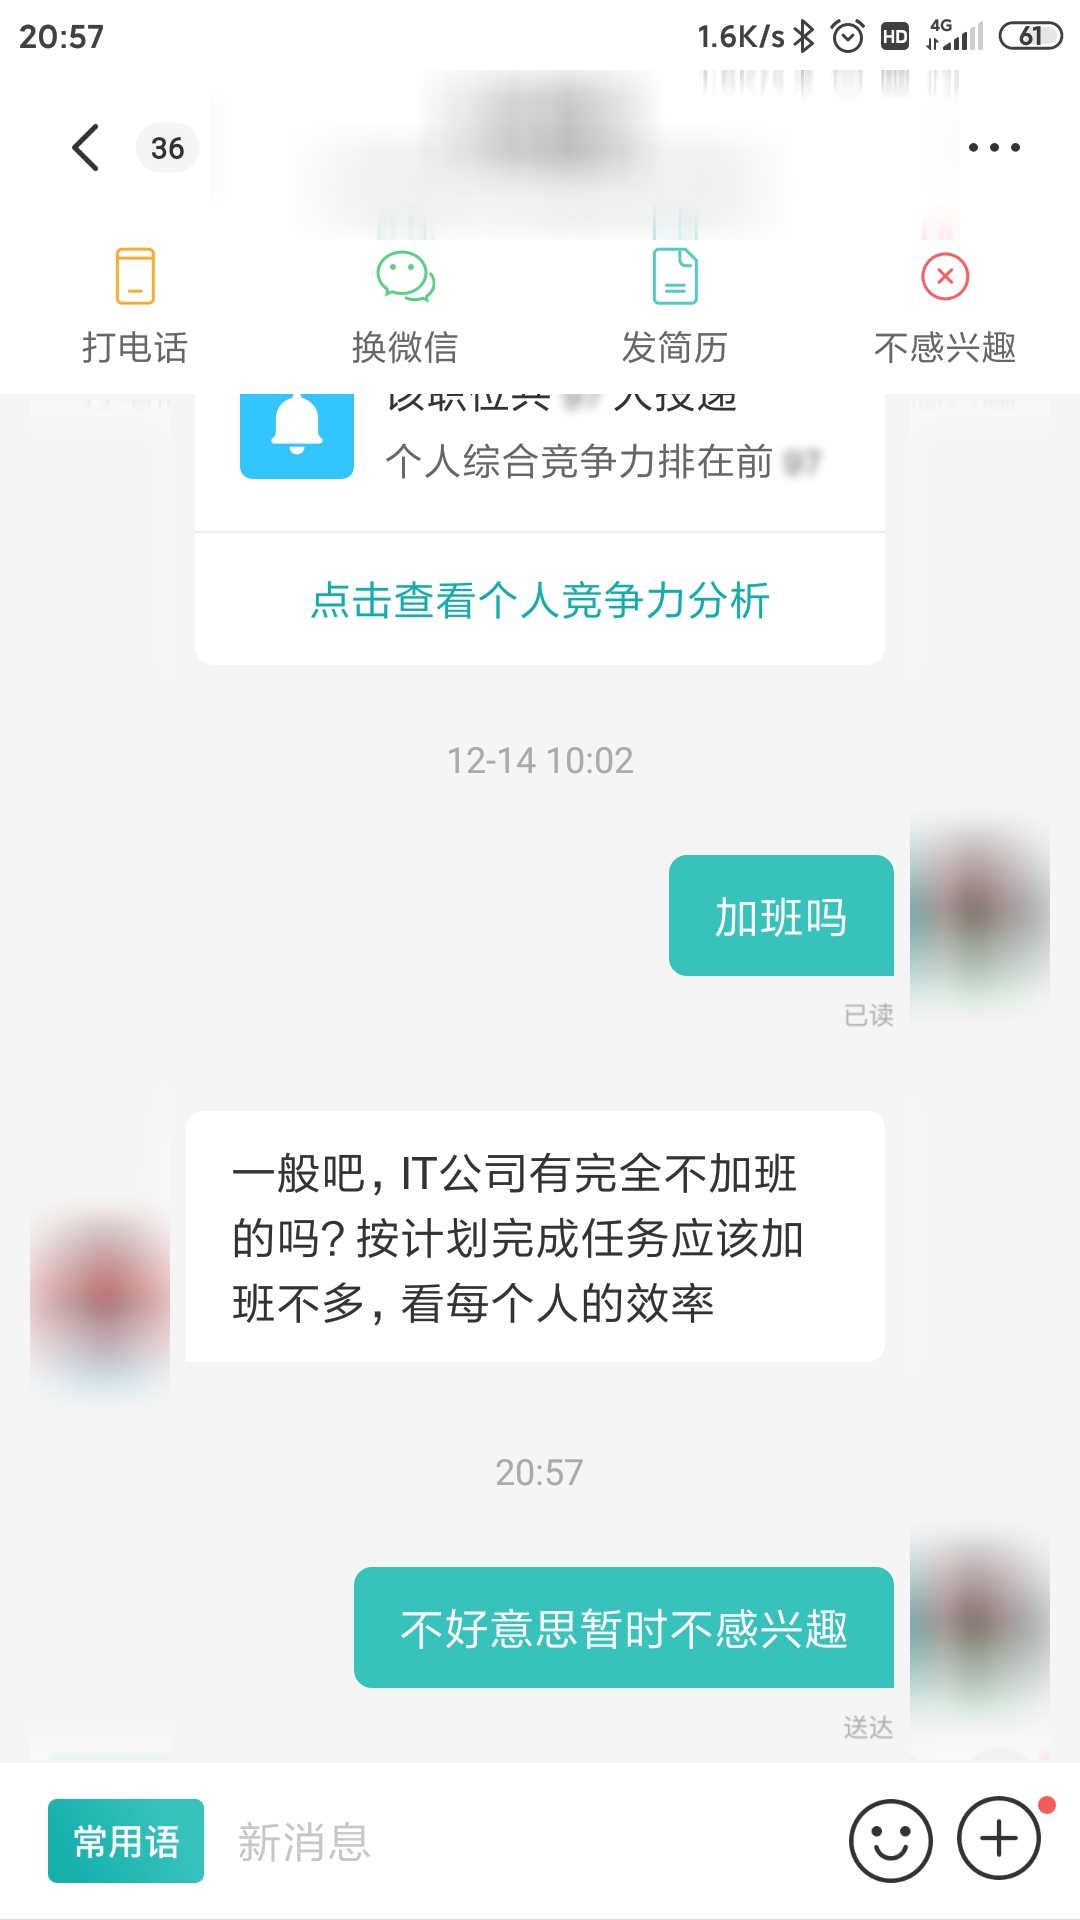 20:57
1.6K/s HD 4G 61
36
打电话 换微信 发简历 不感兴趣
该职位共 人投递
个人综合竞争力排在前
点击查看个人竞争力分析
12-14 10:02
加班吗
已读
一般吧，IT公司有完全不加班
的吗？按计划完成任务应该加
班不多，看每个人的效率
20:57
不好意思暂时不感兴趣
送达
常用语 新消息